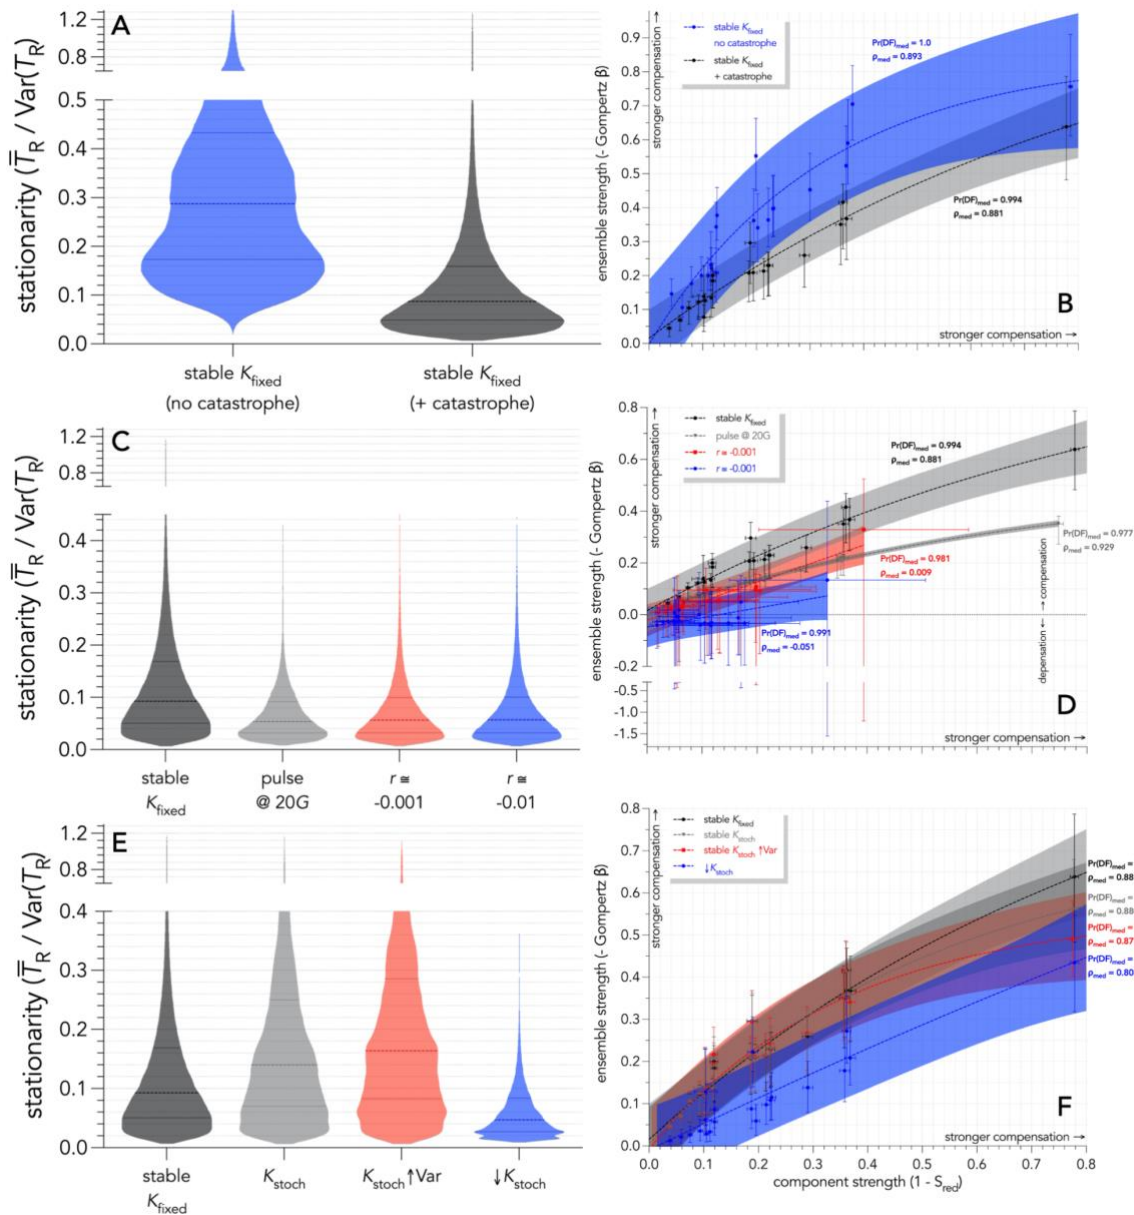 A
stationarity (T̿R / Var(TR)
1.2
0.8
0.5
0.4
0.3
0.2
0.1
0.0
stable Kfixed
(no catastrophe)
stable Kfixed
(+ catastrophe)
B
ensemble strength (- Gompertz β)
stronger compensation →
0.9
0.8
0.7
0.6
0.5
0.4
0.3
0.2
0.1
0.0
stable Kfixed
no catastrophe
stable Kfixed
+ catastrophe
Pr(DF)med = 1.0
ρmed = 0.893
Pr(DF)med = 0.994
ρmed = 0.881
stronger compensation →
C
stationarity (T̿R / Var(TR)
1.2
0.8
0.4
0.3
0.2
0.1
0.0
stable
Kfixed
pulse
@ 20G
r ≅
-0.001
r ≅
-0.01
D
ensemble strength (- Gompertz β)
stronger compensation →
0.8
0.6
0.4
0.2
0.0
-0.2
-0.5
-1.0
-1.5
stable Kfixed
pulse @ 20G
r ≅ -0.001
r ≅ -0.001
Pr(DF)med = 0.994
ρmed = 0.881
Pr(DF)med = 0.977
ρmed = 0.929
Pr(DF)med = 0.981
ρmed = 0.009
Pr(DF)med = 0.991
ρmed = -0.051
depensation ← → compensation
stronger compensation →
E
stationarity (T̿R / Var(TR)
1.2
0.8
0.4
0.3
0.2
0.1
0.0
stable
Kfixed
Kstoch
Kstoch ↑Var
↓Kstoch
F
ensemble strength (- Gompertz β)
stronger compensation →
0.8
0.7
0.6
0.5
0.4
0.3
0.2
0.1
0.0
stable Kfixed
stable Kstoch
stable Kstoch ↑Var
↓Kstoch
Pr(DF)med =
ρmed = 0.88
Pr(DF)med =
ρmed = 0.88
Pr(DF)med =
ρmed = 0.87
Pr(DF)med =
ρmed = 0.80
stronger compensation →
0.0 0.1 0.2 0.3 0.4 0.5 0.6 0.7 0.8
component strength (1 - Sred)